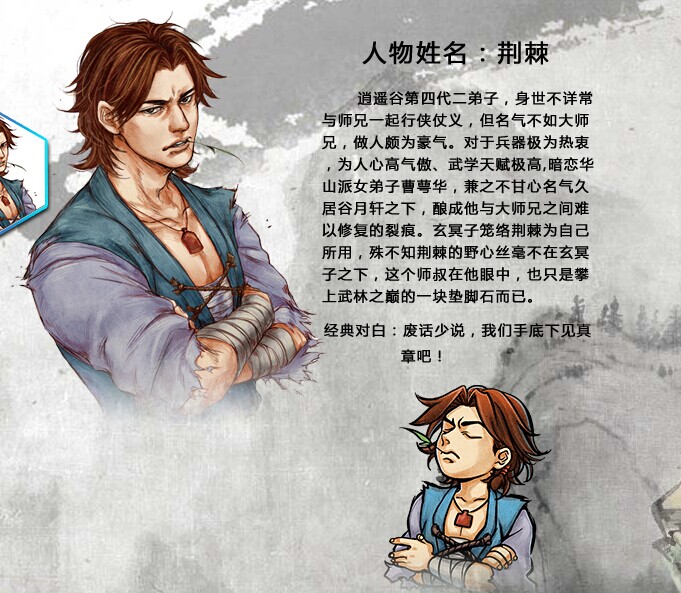 人物姓名：荆棘
逍遥谷第四代二弟子，身世不详常
与师兄一起行侠仗义，但名气不如大师
兄，做人颇为豪气。对于兵器极为热衷
，为人心高气傲、武学天赋极高,暗恋华
山派女弟子曹萼华，兼之不甘心名气久
居谷月轩之下，酿成他与大师兄之间难
以修复的裂痕。玄冥子笼络荆棘为自己
所用，殊不知荆棘的野心丝毫不在玄冥
子之下，这个师叔在他眼中，也只是攀
上武林之巅的一块垫脚石而已。
经典对白：废话少说，我们手底下见真
章吧！